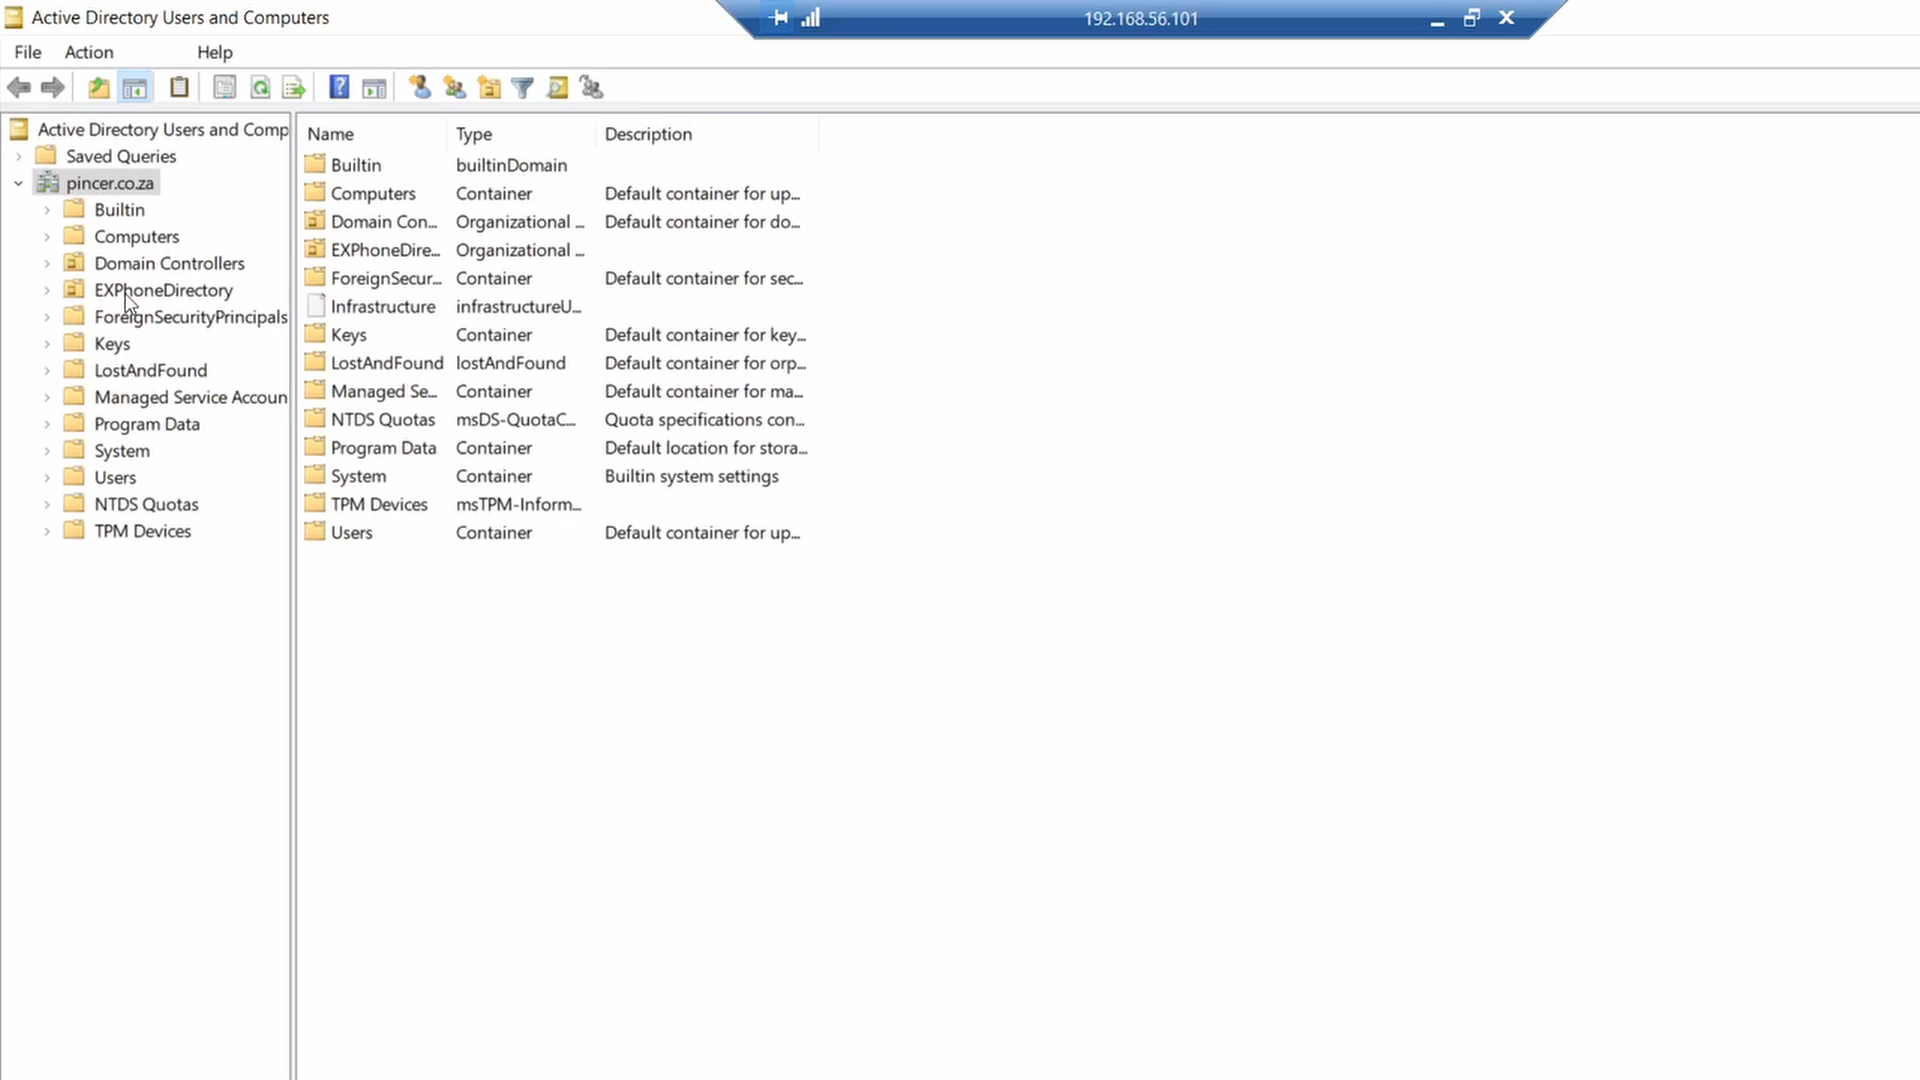 Active Directory Users and Computers
192.168.56.101
File Action Help
Active Directory Users and Comp
Saved Queries
pincer.co.za
Builtin
Computers
Domain Controllers
EXPhoneDirectory
ForeignSecurityPrincipals
Keys
LostAndFound
Managed Service Accoun
Program Data
System
Users
NTDS Quotas
TPM Devices
Name Type Description
Builtin builtinDomain
Computers Container Default container for up...
Domain Con... Organizational ... Default container for do...
EXPhoneDire... Organizational ...
ForeignSecur... Container Default container for sec...
Infrastructure infrastructureU...
Keys Container Default container for key...
LostAndFound lostAndFound Default container for orp...
Managed Se... Container Default container for ma...
NTDS Quotas msDS-QuotaC... Quota specifications con...
Program Data Container Default location for stora...
System Container Builtin system settings
TPM Devices msTPM-Inform...
Users Container Default container for up...